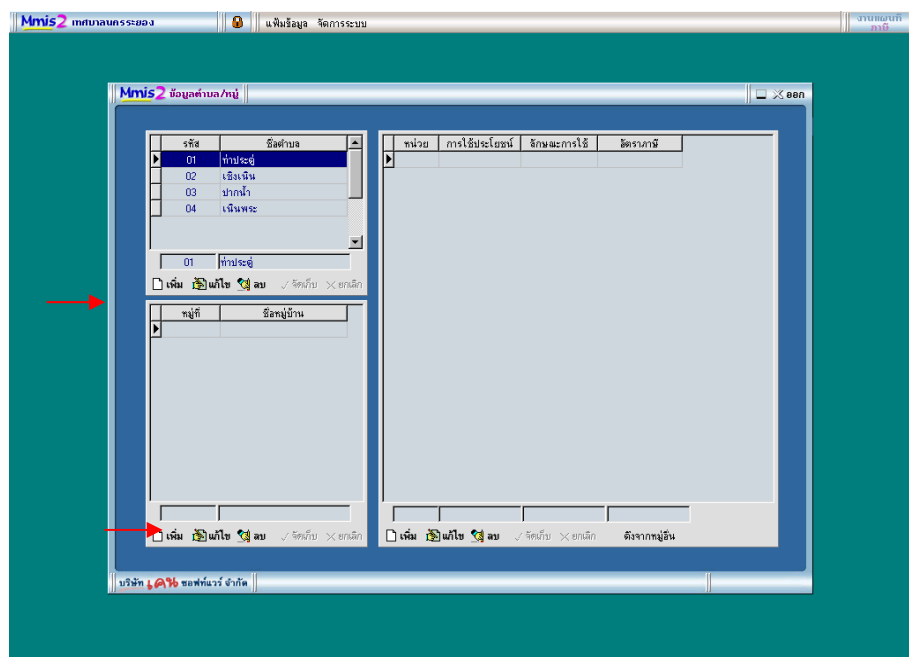 Mmis2 เทศบาลนครระยอง แฟ้มข้อมูล จัดการระบบ งานแผนที่ภาษี
Mmis2 ข้อมูลตำบล/หมู่ ออก
รหัส ชื่อตำบล
01 ท่าประดู่
02 เชิงเนิน
03 ปากน้ำ
04 เนินพระ
01 ท่าประดู่
เพิ่ม แก้ไข ลบ จัดเก็บ ยกเลิก
หมู่ที่ ชื่อหมู่บ้าน
เพิ่ม แก้ไข ลบ จัดเก็บ ยกเลิก
หน่วย การใช้ประโยชน์ ลักษณะการใช้ อัตราภาษี
เพิ่ม แก้ไข ลบ จัดเก็บ ยกเลิก ดึงจากหมู่อื่น
บริษัท เคน ซอฟท์แวร์ จำกัด